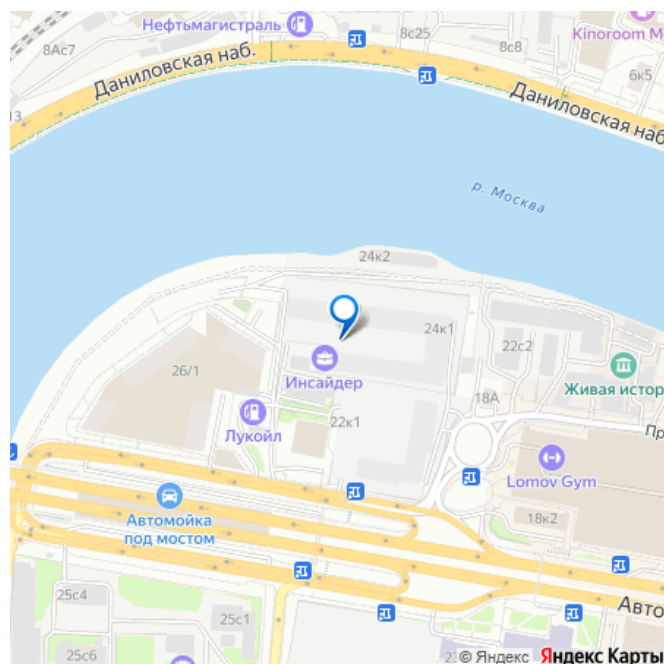 Нефтьмагистраль
8с25
8с8
Kinoroom M
8Ас7
6к5
Даниловская наб.
Даниловская наб
13
р. Москва
24к2
24к1
22с2
26/1
Инсайдер
Живая истор
18А
Лукойл
22к1
Пр
Lomov Gym
18к2
Автомойка
под мостом
25с4
25с1
Авто
25с6
23
© Яндекс Яндекс Карты